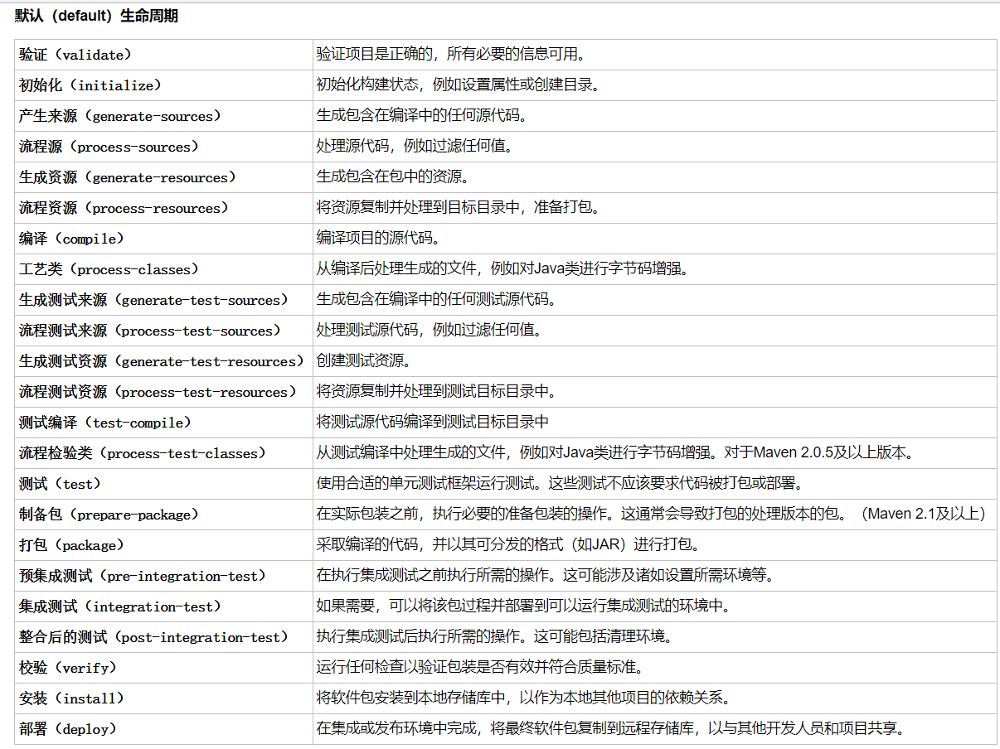 默认（default）生命周期
验证（validate） 验证项目是正确的，所有必要的信息可用。
初始化（initialize） 初始化构建状态，例如设置属性或创建目录。
产生来源（generate-sources） 生成包含在编译中的任何源代码。
流程源（process-sources） 处理源代码，例如过滤任何值。
生成资源（generate-resources） 生成包含在包中的资源。
流程资源（process-resources） 将资源复制并处理到目标目录中，准备打包。
编译（compile） 编译项目的源代码。
工艺类（process-classes） 从编译后处理生成的文件，例如对Java类进行字节码增强。
生成测试来源（generate-test-sources） 生成包含在编译中的任何测试源代码。
流程测试来源（process-test-sources） 处理测试源代码，例如过滤任何值。
生成测试资源（generate-test-resources） 创建测试资源。
流程测试资源（process-test-resources） 将资源复制并处理到测试目标目录中。
测试编译（test-compile） 将测试源代码编译到测试目标目录中
流程检验类（process-test-classes） 从测试编译中处理生成的文件，例如对Java类进行字节码增强。对于Maven 2.0.5及以上版本。
测试（test） 使用合适的单元测试框架运行测试。这些测试不应该要求代码被打包或部署。
制备包（prepare-package） 在实际包装之前，执行必要的准备包装的操作。这通常会导致打包的处理版本的包。（Maven 2.1及以上）
打包（package） 采取编译的代码，并以其可分发的格式（如JAR）进行打包。
预集成测试（pre-integration-test） 在执行集成测试之前执行所需的操作。这可能涉及诸如设置所需环境等。
集成测试（integration-test） 如果需要，可以将该包过程并部署到可以运行集成测试的环境中。
整合后的测试（post-integration-test） 执行集成测试后执行所需的操作。这可能包括清理环境。
校验（verify） 运行任何检查以验证包装是否有效并符合质量标准。
安装（install） 将软件包安装到本地存储库中，以作为本地其他项目的依赖关系。
部署（deploy） 在集成或发布环境中完成，将最终软件包复制到远程存储库，以与其他开发人员和项目共享。